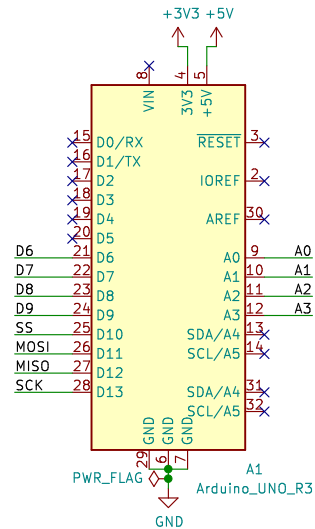 +3V3 +5V
8 4 5
VIN 3V3 +5V
15 D0/RX RESET 3
16 D1/TX
17 D2 IOREF 2
18 D3
19 D4 AREF 30
20 D5
D6 21 D6 A0 9 A0
D7 22 D7 A1 10 A1
D8 23 D8 A2 11 A2
D9 24 D9 A3 12 A3
SS 25 D10 SDA/A4 13
MOSI 26 D11 SCL/A5 14
MISO 27 D12
SCK 28 D13 SDA/A4 31
SCL/A5 32
GND GND GND
29 6 7
A1
PWR_FLAG
Arduino_UNO_R3
GND